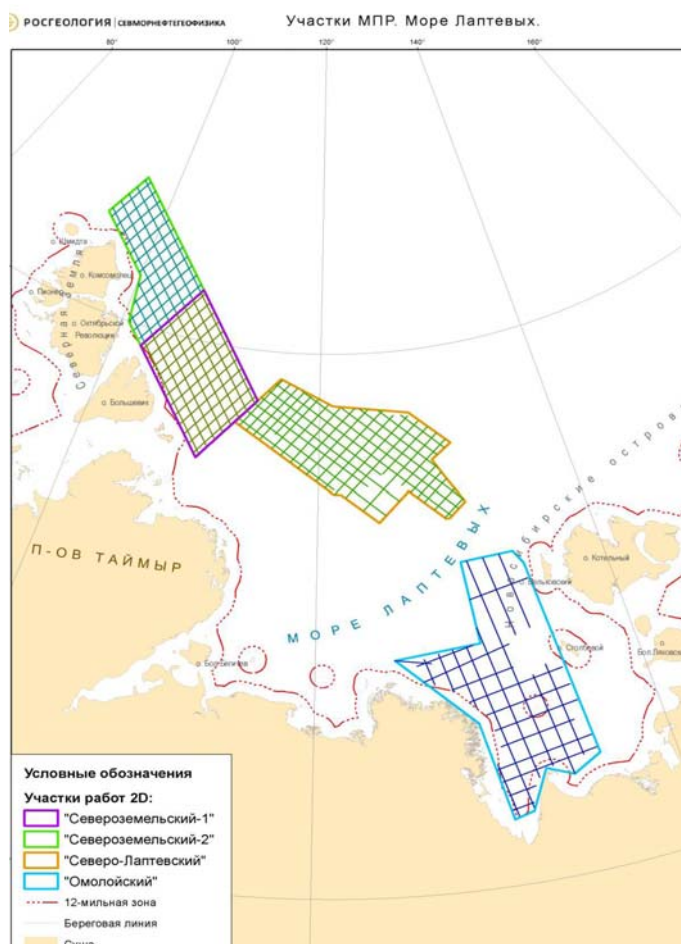 РОСГЕОЛОГИЯ | СЕВМОРНЕФТЕГЕОФИЗИКА
Участки МПР. Море Лаптевых.
80°
100°
120°
140°
160°
о. Шмидта
о. Комсомолец
о. Пионер
о. Октябрьской
Революции
Северная Земля
о. Большевик
П-ОВ ТАЙМЫР
МОРЕ ЛАПТЕВЫХ
Новосибирские острова
о. Котельный
о. Бельковский
о. Столбовой
о. Бол.Бегичев
Условные обозначения
Участки работ 2D:
"Североземельский-1"
"Североземельский-2"
"Северо-Лаптевский"
"Омолойский"
12-мильная зона
Береговая линия
Суша